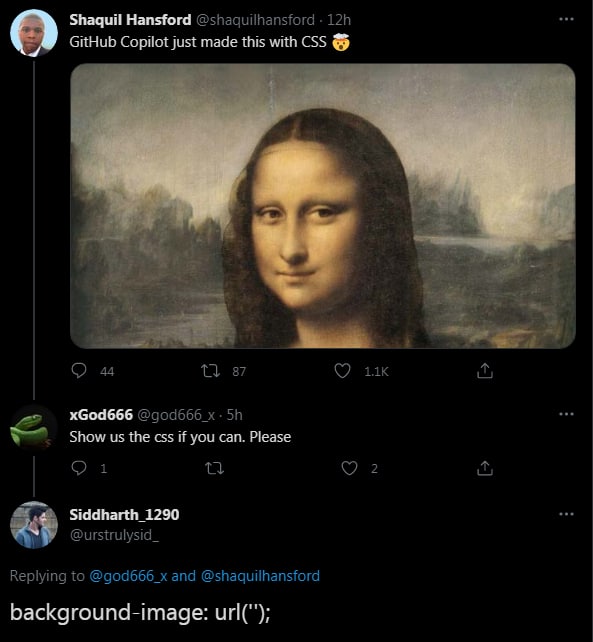 Shaquil Hansford @shaquilhansford · 12h
GitHub Copilot just made this with CSS 🤯
44 87 1.1K
xGod666 @god666_x · 5h
Show us the css if you can. Please
1 2
Siddharth_1290
@urstrulysid_
Replying to @god666_x and @shaquilhansford
background-image: url('');